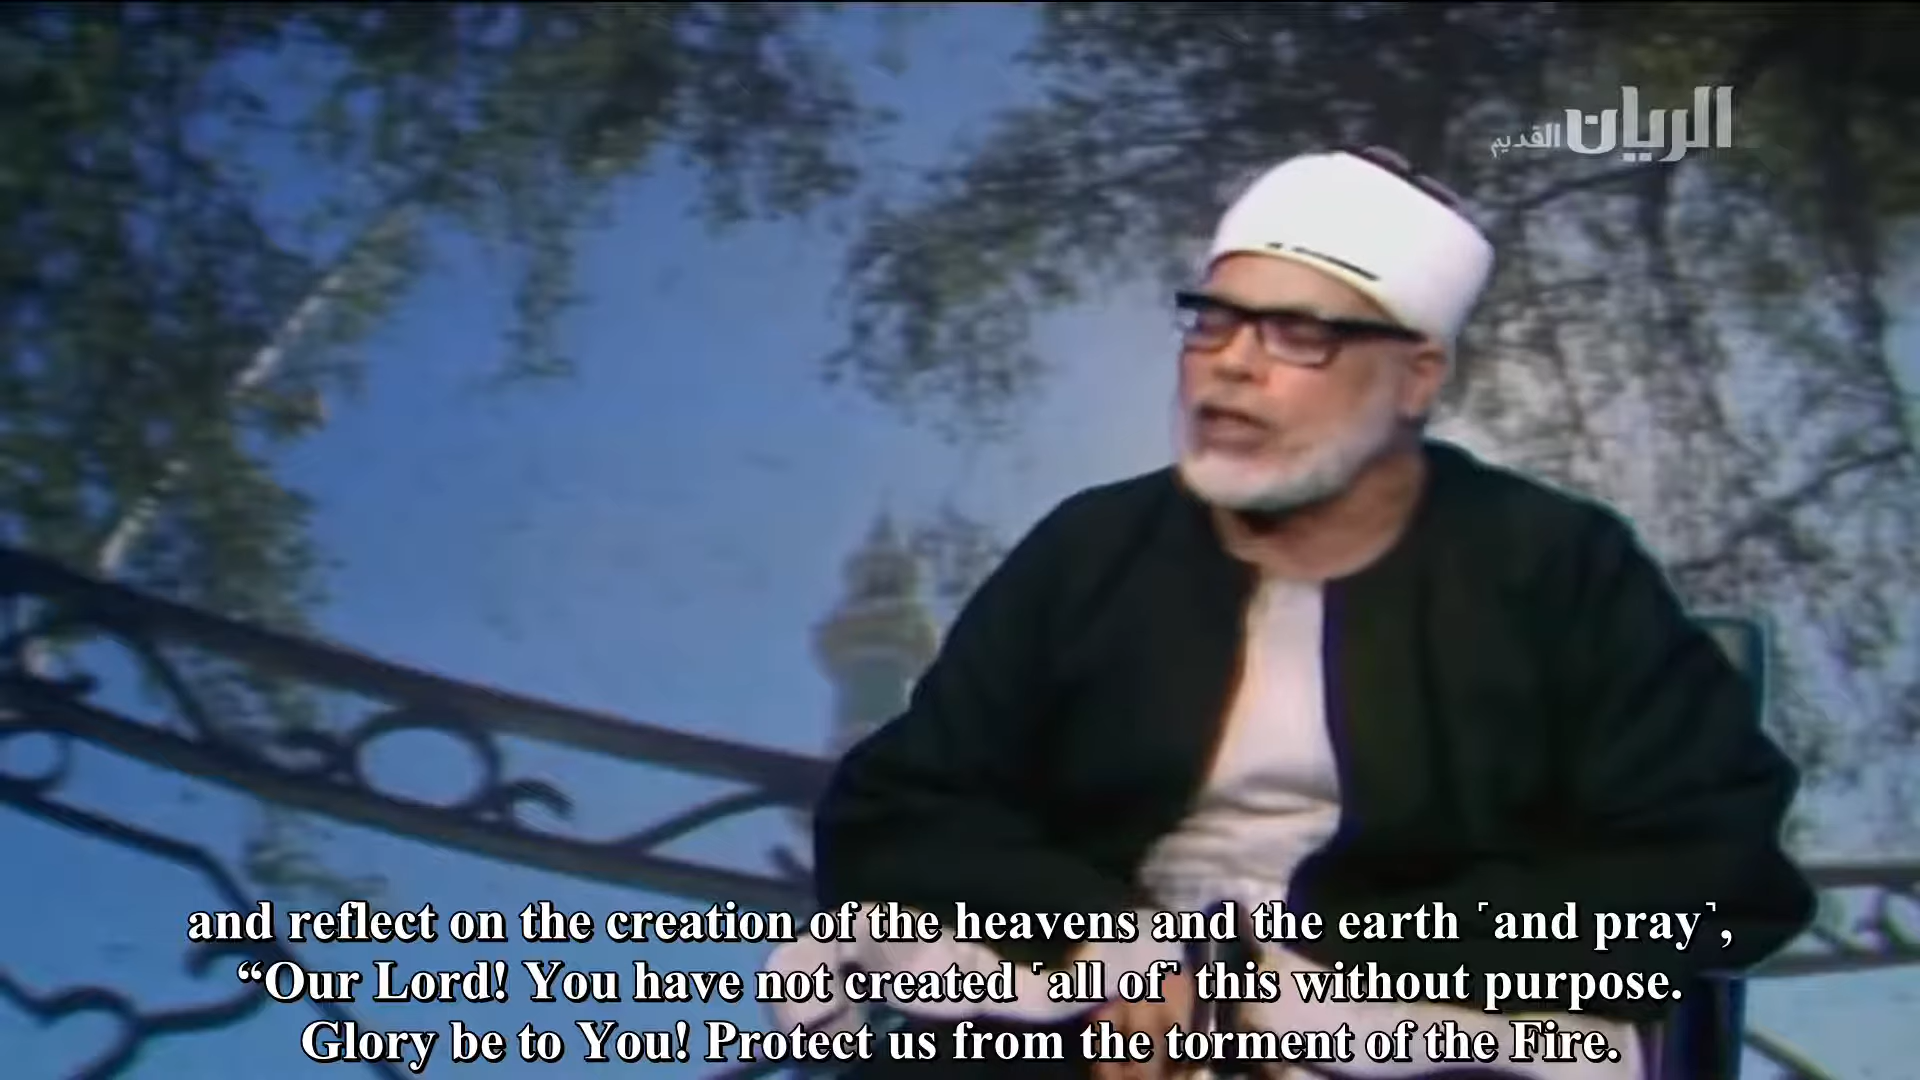 الريان القديم
and reflect on the creation of the heavens and the earth ˹and pray˺,
“Our Lord! You have not created ˹all of˺ this without purpose.
Glory be to You! Protect us from the torment of the Fire.